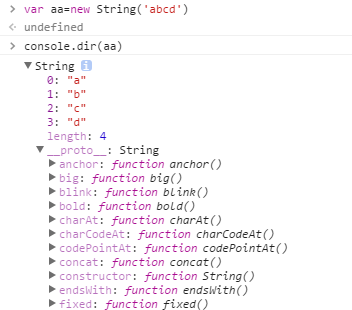 > var aa=new String('abcd')
< undefined
> console.dir(aa)
▼String i
0: "a"
1: "b"
2: "c"
3: "d"
length: 4
▼__proto__: String
▶anchor: function anchor()
▶big: function big()
▶blink: function blink()
▶bold: function bold()
▶charAt: function charAt()
▶charCodeAt: function charCodeAt()
▶codePointAt: function codePointAt()
▶concat: function concat()
▶constructor: function String()
▶endsWith: function endsWith()
▶fixed: function fixed()